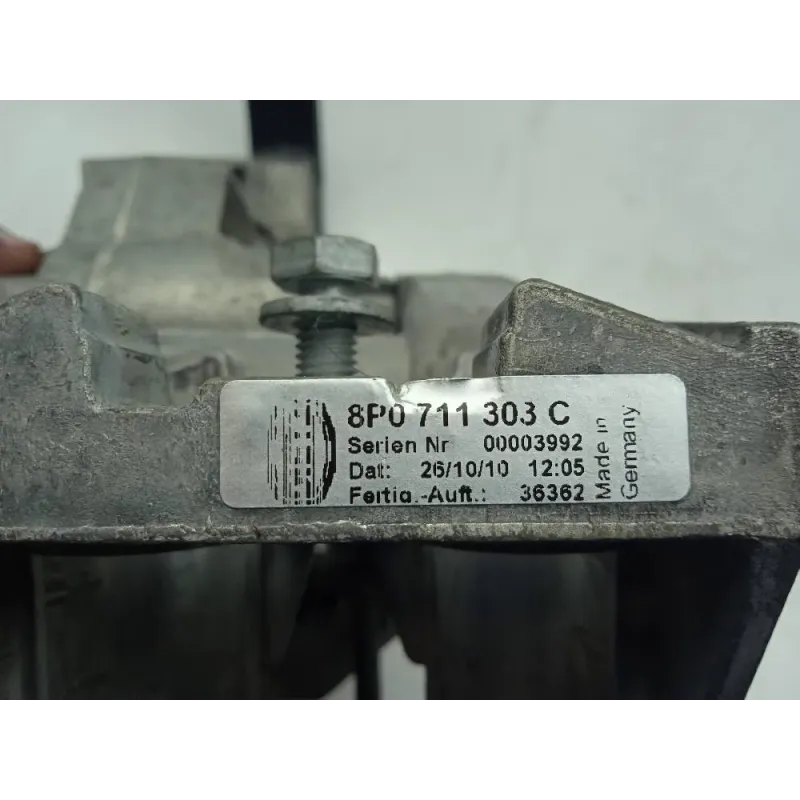 8P0 711 303 C
Serien Nr 00003992
Dat: 26/10/10 12:05
Fertig.-Auft.: 36362
Made in
Germany